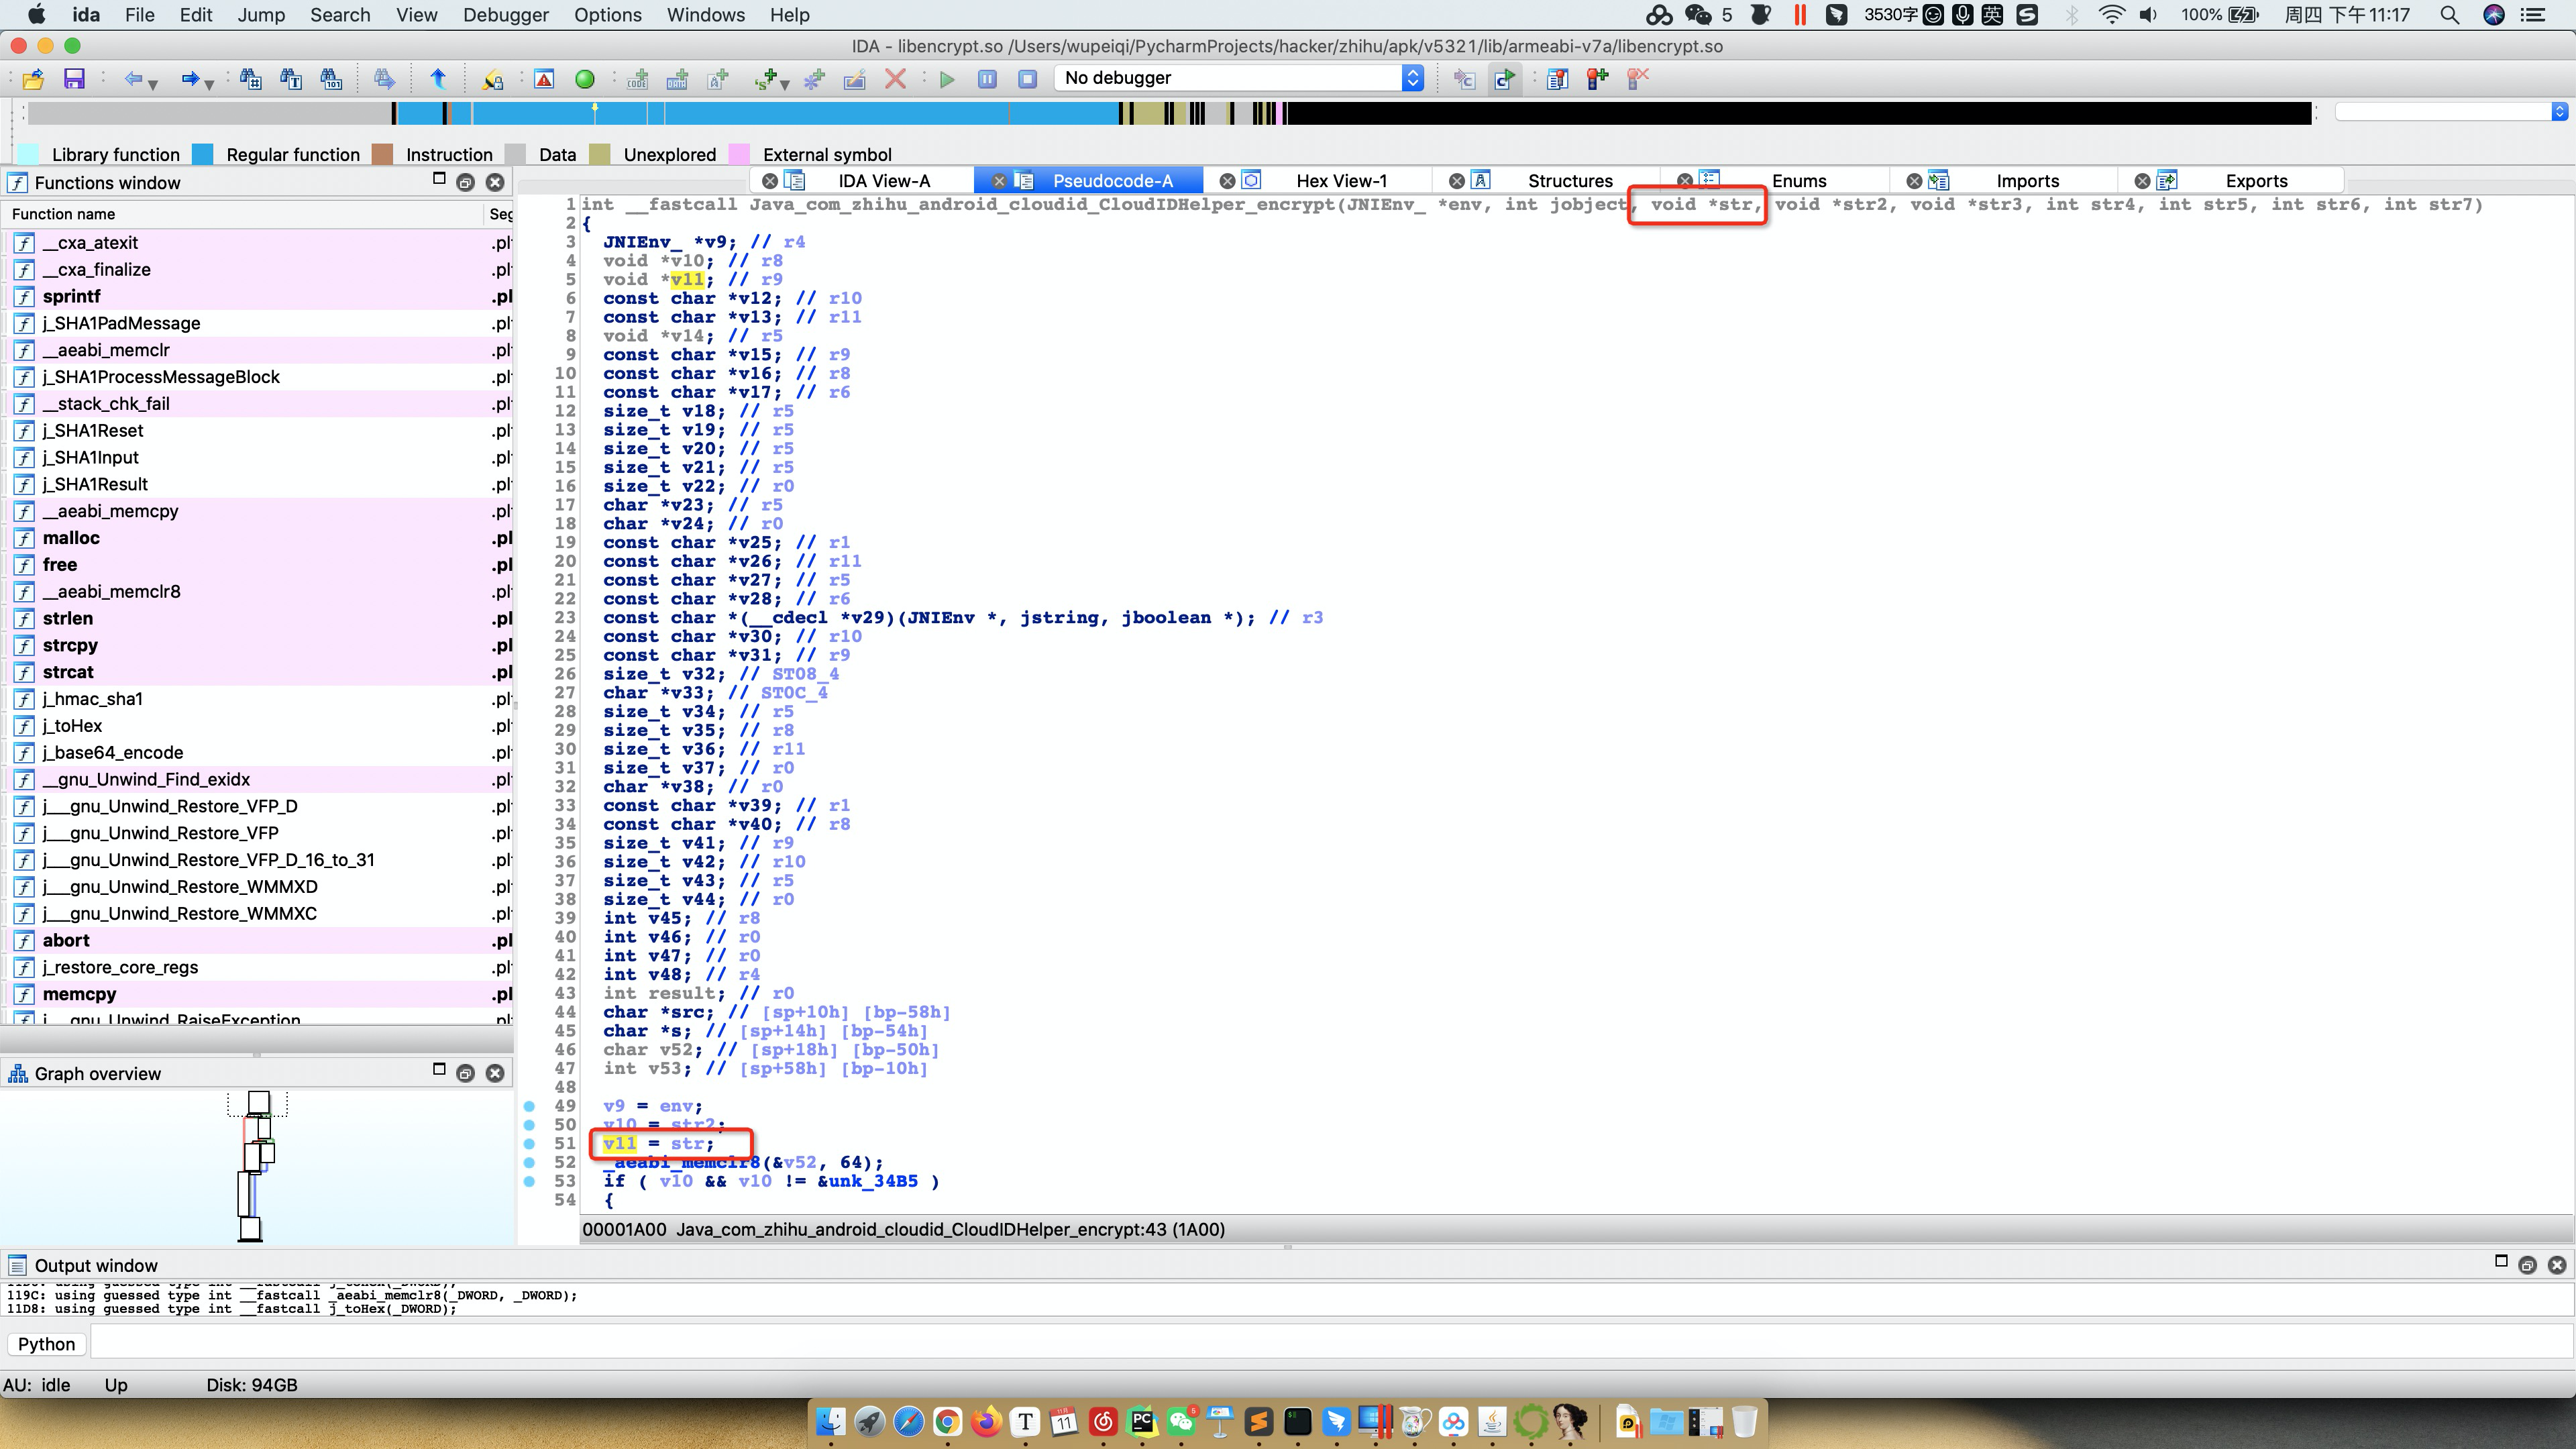 ida File Edit Jump Search View Debugger Options Windows Help 5 3530字 英 100% 周四 下午11:17
IDA - libencrypt.so /Users/wupeiqi/PycharmProjects/hacker/zhihu/apk/v5321/lib/armeabi-v7a/libencrypt.so
No debugger
Library function Regular function Instruction Data Unexplored External symbol
Functions window
IDA View-A Pseudocode-A Hex View-1 Structures Enums Imports Exports
Function name Seg
__cxa_atexit .pl
__cxa_finalize .pl
sprintf .pl
j_SHA1PadMessage .pl
__aeabi_memclr .pl
j_SHA1ProcessMessageBlock .pl
__stack_chk_fail .pl
j_SHA1Reset .pl
j_SHA1Input .pl
j_SHA1Result .pl
__aeabi_memcpy .pl
malloc .pl
free .pl
__aeabi_memclr8 .pl
strlen .pl
strcpy .pl
strcat .pl
j_hmac_sha1 .pl
j_toHex .pl
j_base64_encode .pl
__gnu_Unwind_Find_exidx .pl
j___gnu_Unwind_Restore_VFP_D .pl
j___gnu_Unwind_Restore_VFP .pl
j___gnu_Unwind_Restore_VFP_D_16_to_31 .pl
j___gnu_Unwind_Restore_WMMXD .pl
j___gnu_Unwind_Restore_WMMXC .pl
abort .pl
j_restore_core_regs .pl
memcpy .pl
j___gnu_Unwind_RaiseException .pl
Graph overview
1 int __fastcall Java_com_zhihu_android_cloudid_CloudIDHelper_encrypt(JNIEnv_ *env, int jobject, void *str, void *str2, void *str3, int str4, int str5, int str6, int str7)
2 {
3 JNIEnv_ *v9; // r4
4 void *v10; // r8
5 void *v11; // r9
6 const char *v12; // r10
7 const char *v13; // r11
8 void *v14; // r5
9 const char *v15; // r9
10 const char *v16; // r8
11 const char *v17; // r6
12 size_t v18; // r5
13 size_t v19; // r5
14 size_t v20; // r5
15 size_t v21; // r5
16 size_t v22; // r0
17 char *v23; // r5
18 char *v24; // r0
19 const char *v25; // r1
20 const char *v26; // r11
21 const char *v27; // r5
22 const char *v28; // r6
23 const char *(__cdecl *v29)(JNIEnv *, jstring, jboolean *); // r3
24 const char *v30; // r10
25 const char *v31; // r9
26 size_t v32; // ST08_4
27 char *v33; // ST0C_4
28 size_t v34; // r5
29 size_t v35; // r8
30 size_t v36; // r11
31 size_t v37; // r0
32 char *v38; // r0
33 const char *v39; // r1
34 const char *v40; // r8
35 size_t v41; // r9
36 size_t v42; // r10
37 size_t v43; // r5
38 size_t v44; // r0
39 int v45; // r8
40 int v46; // r0
41 int v47; // r0
42 int v48; // r4
43 int result; // r0
44 char *src; // [sp+10h] [bp-58h]
45 char *s; // [sp+14h] [bp-54h]
46 char v52; // [sp+18h] [bp-50h]
47 int v53; // [sp+58h] [bp-10h]
48
49 v9 = env;
50 v10 = str2;
51 v11 = str;
52 _aeabi_memclr8(&v52, 64);
53 if ( v10 && v10 != &unk_34B5 )
54 {
00001A00 Java_com_zhihu_android_cloudid_CloudIDHelper_encrypt:43 (1A00)
Output window
using guessed type int __fastcall j_toHex(_DWORD);
119C: using guessed type int __fastcall _aeabi_memclr8(_DWORD, _DWORD);
11D8: using guessed type int __fastcall j_toHex(_DWORD);
Python
AU: idle Up Disk: 94GB